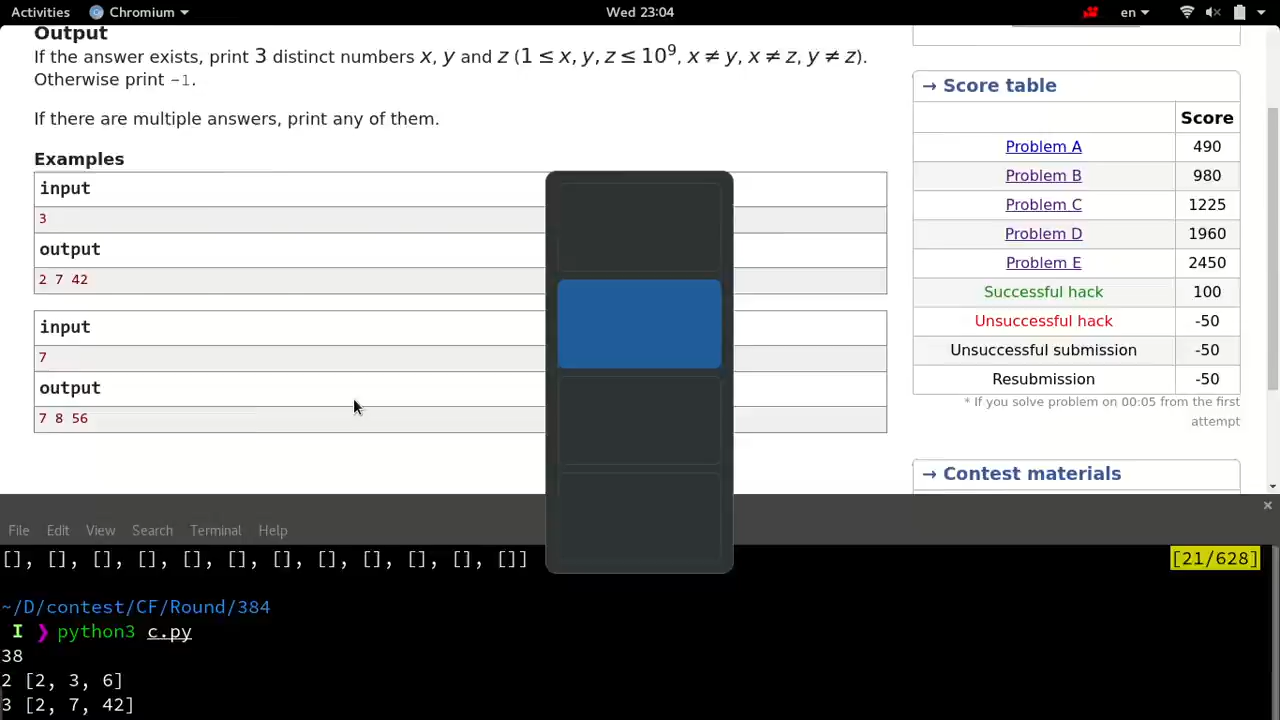 Activities Chromium Wed 23:04 en
Output
If the answer exists, print 3 distinct numbers x, y and z (1 ≤ x, y, z ≤ 10⁹, x ≠ y, x ≠ z, y ≠ z).
Otherwise print −1.
If there are multiple answers, print any of them.
Examples
input
3
output
2 7 42
input
7
output
7 8 56
→ Score table
Score
Problem A 490
Problem B 980
Problem C 1225
Problem D 1960
Problem E 2450
Successful hack 100
Unsuccessful hack -50
Unsuccessful submission -50
Resubmission -50
* If you solve problem on 00:05 from the first
attempt
→ Contest materials
File Edit View Search Terminal Help
[], [], [], [], [], [], [], [], [], [], [], []] [21/628]
~/D/contest/CF/Round/384
I ❯ python3 c.py
38
2 [2, 3, 6]
3 [2, 7, 42]